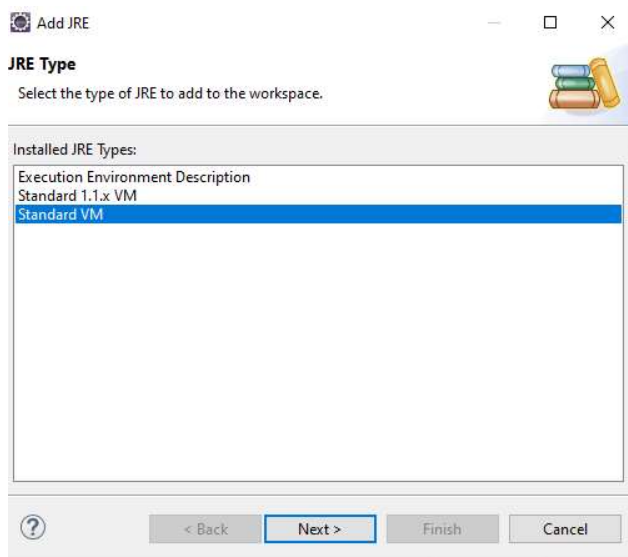 Add JRE
JRE Type
Select the type of JRE to add to the workspace.
Installed JRE Types:
Execution Environment Description
Standard 1.1.x VM
Standard VM
?
< Back
Next >
Finish
Cancel